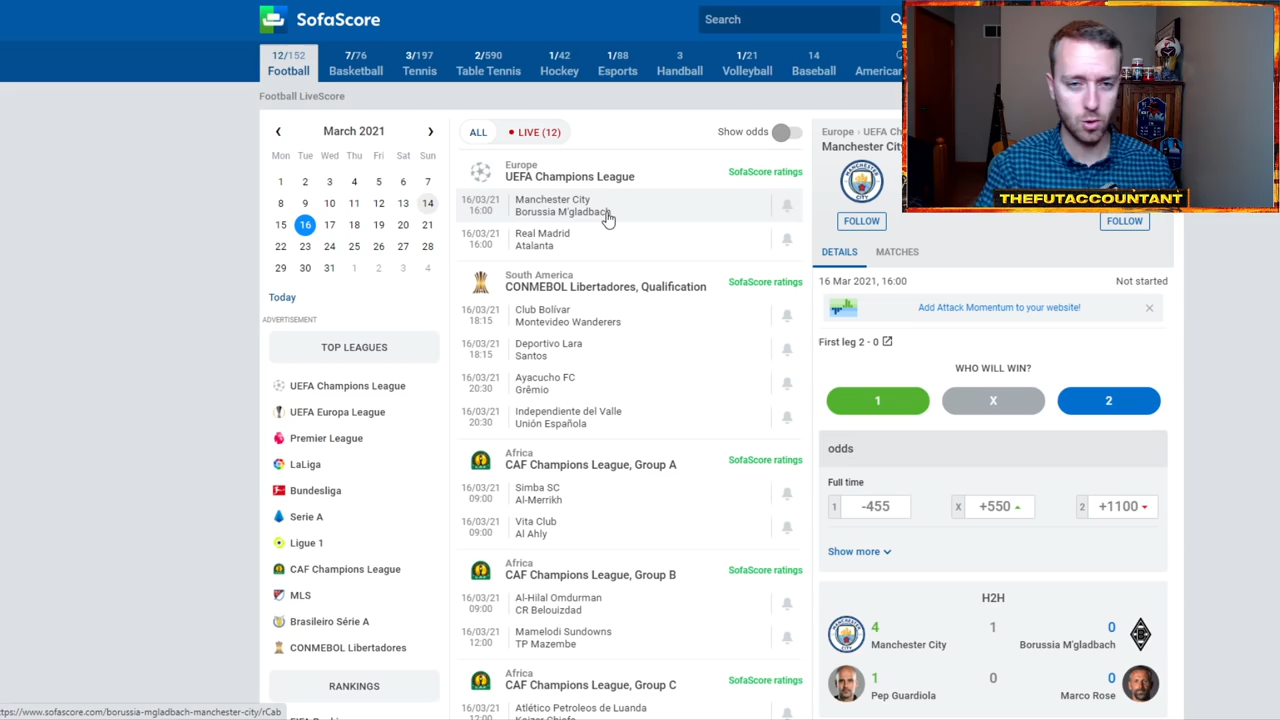 SofaScore
Search
12/152
Football
7/76
Basketball
3/197
Tennis
2/590
Table Tennis
1/42
Hockey
1/88
Esports
3
Handball
1/21
Volleyball
14
Baseball
American
Football LiveScore
March 2021
Mon Tue Wed Thu Fri Sat Sun
1 2 3 4 5 6 7
8 9 10 11 12 13 14
15 16 17 18 19 20 21
22 23 24 25 26 27 28
29 30 31 1 2 3 4
Today
ADVERTISEMENT
TOP LEAGUES
UEFA Champions League
UEFA Europa League
Premier League
LaLiga
Bundesliga
Serie A
Ligue 1
CAF Champions League
MLS
Brasileiro Série A
CONMEBOL Libertadores
RANKINGS
ALL
LIVE (12)
Show odds
Europe
UEFA Champions League
SofaScore ratings
16/03/21 Manchester City
16:00 Borussia M'gladbach
16/03/21 Real Madrid
16:00 Atalanta
South America
CONMEBOL Libertadores, Qualification
SofaScore ratings
16/03/21 Club Bolívar
18:15 Montevideo Wanderers
16/03/21 Deportivo Lara
18:15 Santos
16/03/21 Ayacucho FC
20:30 Grêmio
16/03/21 Independiente del Valle
20:30 Unión Española
Africa
CAF Champions League, Group A
SofaScore ratings
16/03/21 Simba SC
09:00 Al-Merrikh
16/03/21 Vita Club
09:00 Al Ahly
Africa
CAF Champions League, Group B
SofaScore ratings
16/03/21 Al-Hilal Omdurman
09:00 CR Belouizdad
16/03/21 Mamelodi Sundowns
12:00 TP Mazembe
Africa
CAF Champions League, Group C
SofaScore ratings
16/03/21 Atlético Petroleos de Luanda
12:00 Kaizer Chiefs
Europe › UEFA Ch
Manchester City
THEFUTACCOUNTANT
FOLLOW
FOLLOW
DETAILS
MATCHES
16 Mar 2021, 16:00
Not started
Add Attack Momentum to your website!
First leg 2 - 0
WHO WILL WIN?
1 X 2
odds
Full time
1 -455
X +550
2 +1100
Show more
H2H
4 1 0
Manchester City
Borussia M'gladbach
1 0 0
Pep Guardiola
Marco Rose
ttps://www.sofascore.com/borussia-mgladbach-manchester-city/rCab